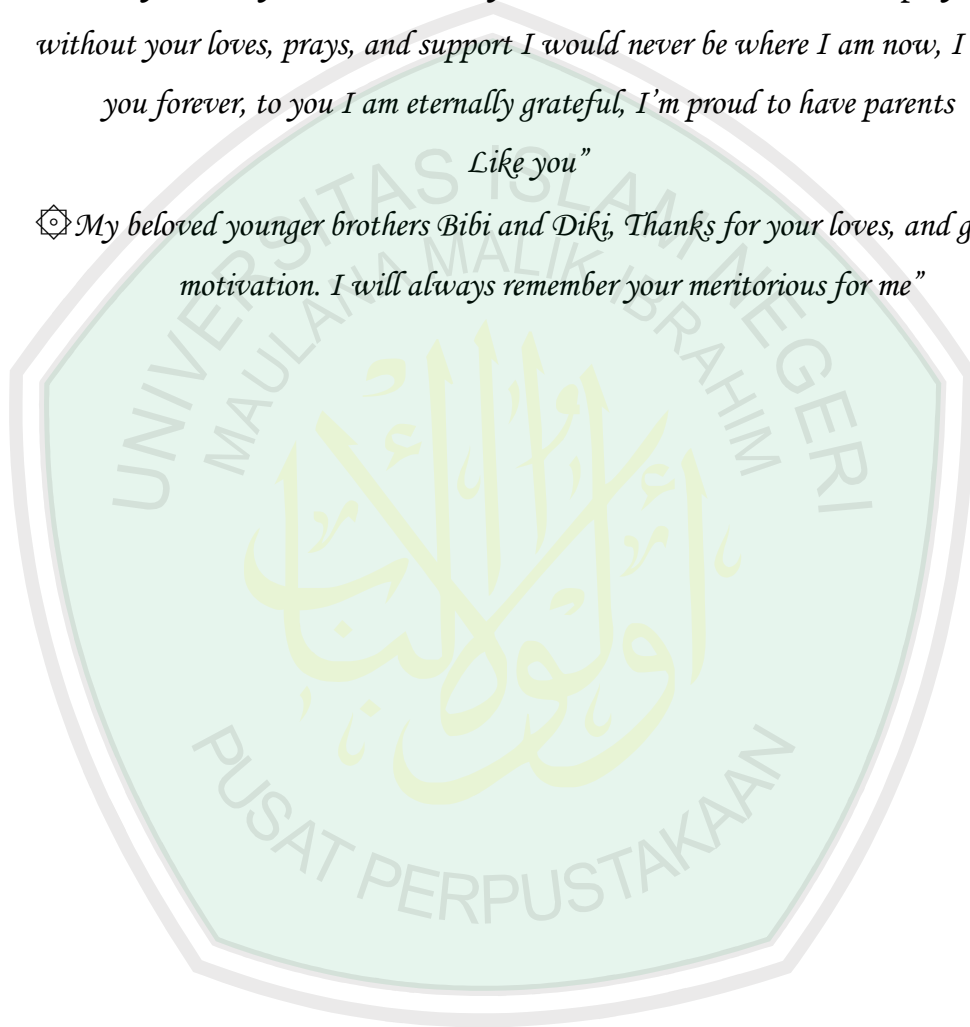 without your loves, prays, and support I would never be where I am now, I
you forever, to you I am eternally grateful, I'm proud to have parents
Like you”
۞My beloved younger brothers Bibi and Diki, Thanks for your loves, and
motivation. I will always remember your meritorious for me”
UNIVERSITAS ISLAM NEGERI
MAULANA MALIK IBRAHIM
أولوا الألباب
PUSAT PERPUSTAKAAN